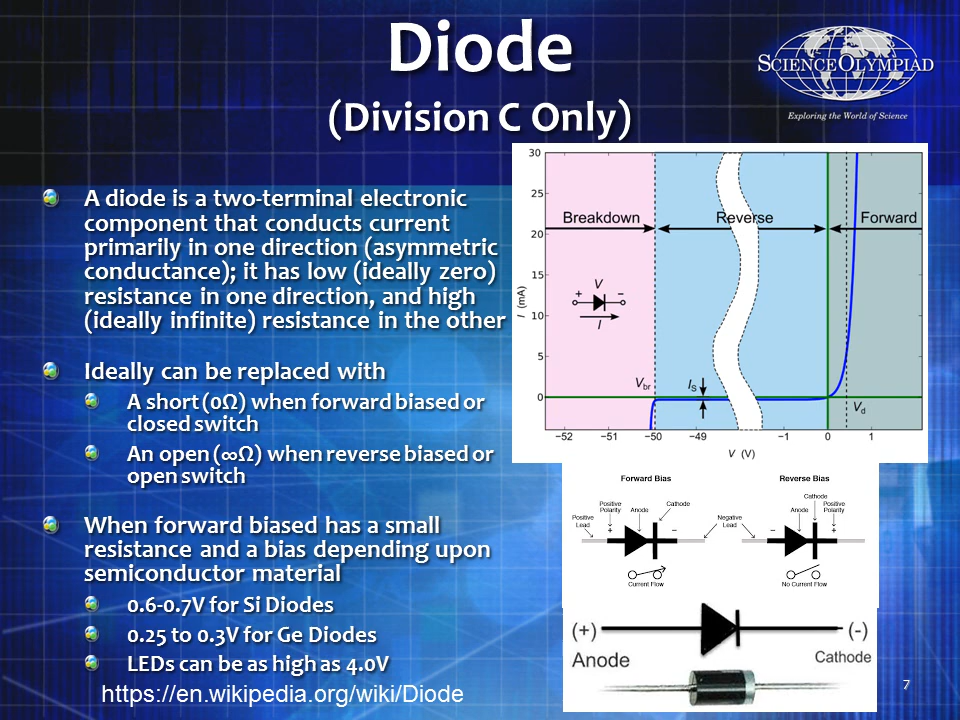 Diode
(Division C Only)
SCIENCE OLYMPIAD
Exploring the World of Science
A diode is a two-terminal electronic
component that conducts current
primarily in one direction (asymmetric
conductance); it has low (ideally zero)
resistance in one direction, and high
(ideally infinite) resistance in the other
Ideally can be replaced with
A short (0Ω) when forward biased or
closed switch
An open (∞Ω) when reverse biased or
open switch
When forward biased has a small
resistance and a bias depending upon
semiconductor material
0.6-0.7V for Si Diodes
0.25 to 0.3V for Ge Diodes
LEDs can be as high as 4.0V
https://en.wikipedia.org/wiki/Diode
30
25
20
15
10
5
0
I (mA)
Breakdown
Reverse
Forward
V
+ −
I
Vbr
IS
Vd
−52 −51 −50 −49 −1 0 1
V (V)
Forward Bias
Reverse Bias
Positive
Lead
Positive
Polarity
Anode
Cathode
+ −
Current Flow
Negative
Lead
Anode
Cathode
Positive
Polarity
− +
No Current Flow
(+) (-)
Anode Cathode
7